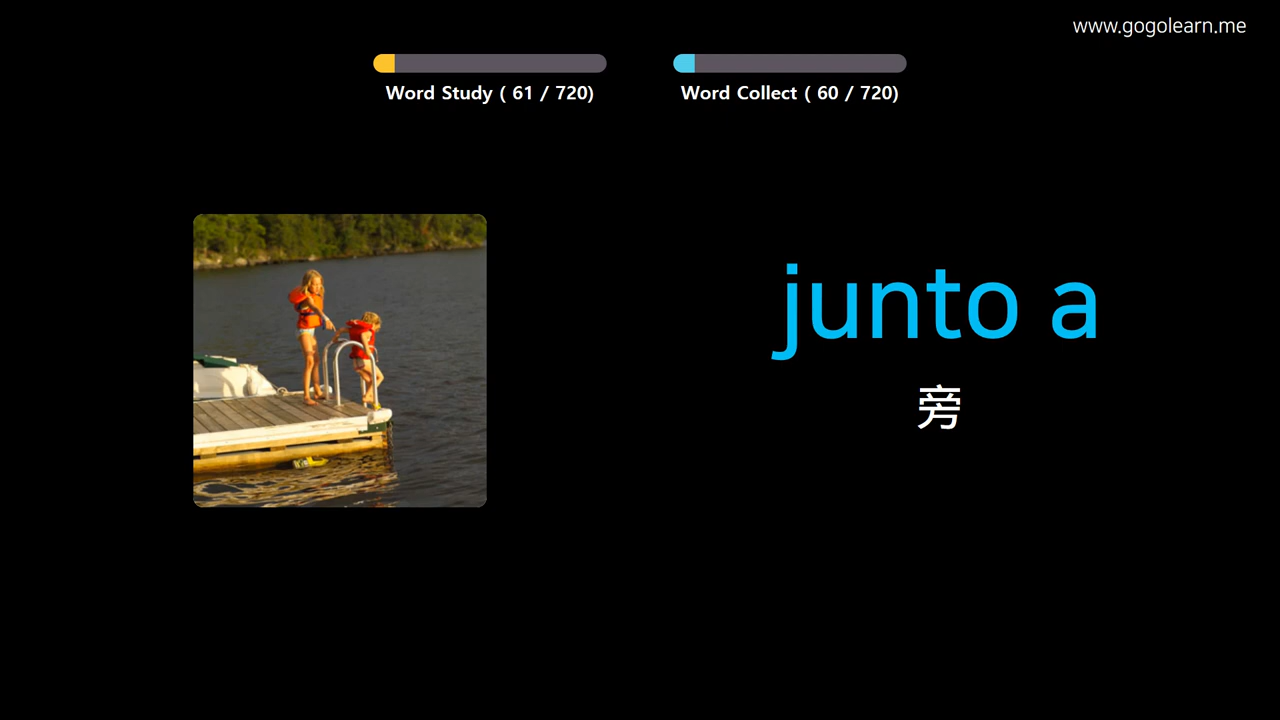 www.gogolearn.me
Word Study ( 61 / 720)
Word Collect ( 60 / 720)
junto a
旁